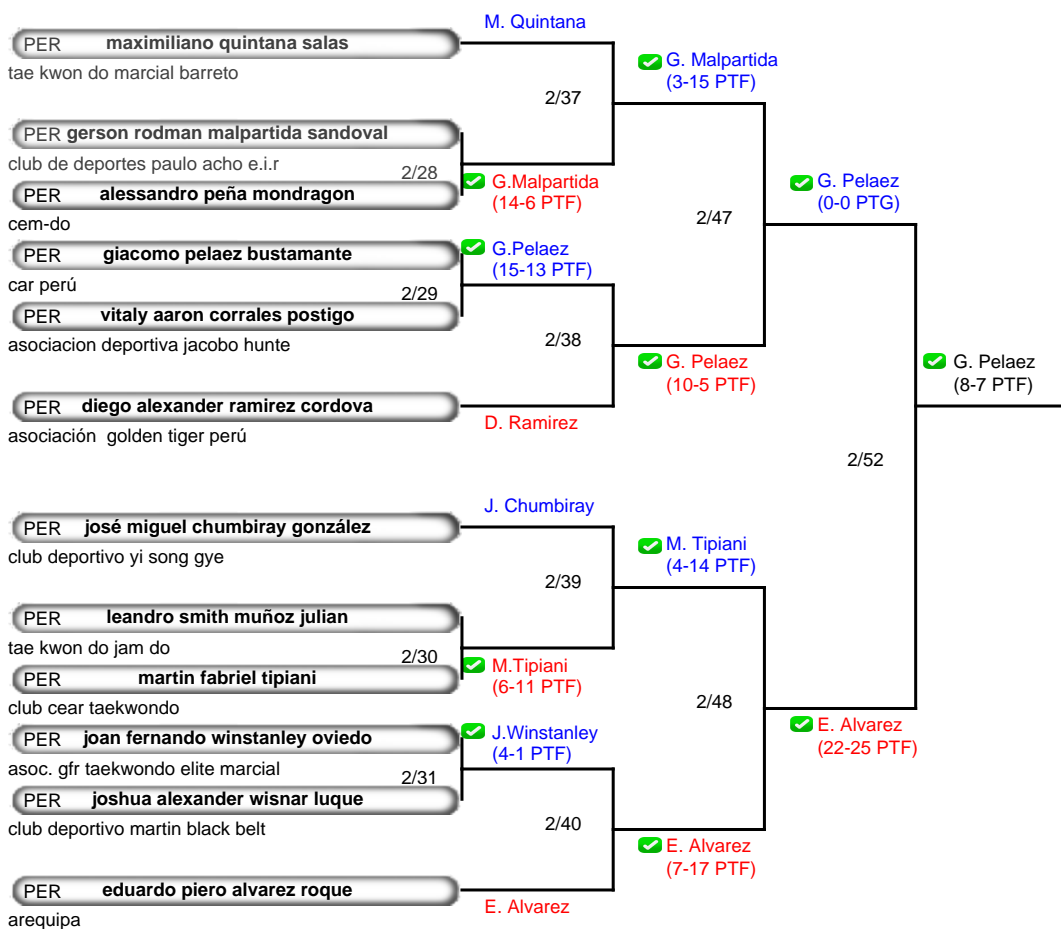 M. Quintana
PER maximiliano quintana salas
tae kwon do marcial barreto
G. Malpartida
(3-15 PTF)
2/37
PER gerson rodman malpartida sandoval
club de deportes paulo acho e.i.r
2/28
G.Malpartida
(14-6 PTF)
PER alessandro peña mondragon
cem-do
G. Pelaez
(0-0 PTG)
2/47
PER giacomo pelaez bustamante
car perú
G.Pelaez
(15-13 PTF)
2/29
PER vitaly aaron corrales postigo
asociacion deportiva jacobo hunte
2/38
G. Pelaez
(10-5 PTF)
G. Pelaez
(8-7 PTF)
PER diego alexander ramirez cordova
asociación  golden tiger perú
D. Ramirez
2/52
J. Chumbiray
PER josé miguel chumbiray gonzález
club deportivo yi song gye
M. Tipiani
(4-14 PTF)
2/39
PER leandro smith muñoz julian
tae kwon do jam do
2/30
M.Tipiani
(6-11 PTF)
PER martin fabriel tipiani
club cear taekwondo
2/48
E. Alvarez
(22-25 PTF)
PER joan fernando winstanley oviedo
asoc. gfr taekwondo elite marcial
J.Winstanley
(4-1 PTF)
2/31
PER joshua alexander wisnar luque
club deportivo martin black belt
2/40
E. Alvarez
(7-17 PTF)
PER eduardo piero alvarez roque
arequipa
E. Alvarez